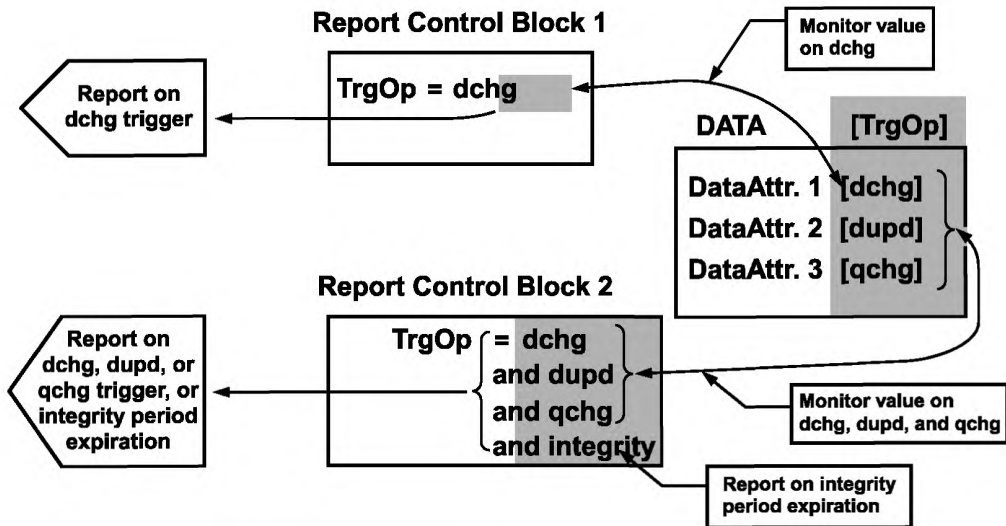 Report Control Block 1
Monitor value
on dchg
TrgOp = dchg
Report on
dchg trigger
DATA [TrgOp]
DataAttr. 1 [dchg]
DataAttr. 2 [dupd]
DataAttr. 3 [qchg]
Report Control Block 2
TrgOp = dchg
and dupd
and qchg
and integrity
Report on
dchg, dupd, or
qchg trigger, or
integrity period
expiration
Monitor value on
dchg, dupd, and qchg
Report on integrity
period expiration